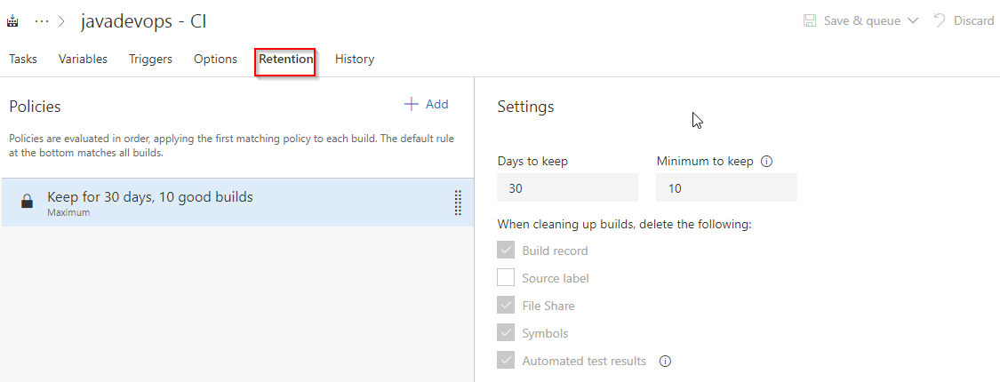 ··· > javadevops - CI
Save & queue
Discard
Tasks Variables Triggers Options Retention History
Policies
+ Add
Policies are evaluated in order, applying the first matching policy to each build. The default rule
at the bottom matches all builds.
Keep for 30 days, 10 good builds
Maximum
Settings
Days to keep
Minimum to keep
30
10
When cleaning up builds, delete the following:
Build record
Source label
File Share
Symbols
Automated test results